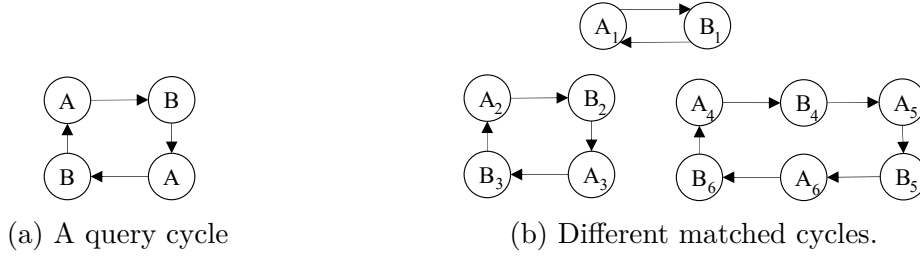 A₁ B₁
A B A₂ B₂ A₄ B₄ A₅
B A B₃ A₃ B₆ A₆ B₅
(a) A query cycle (b) Different matched cycles.